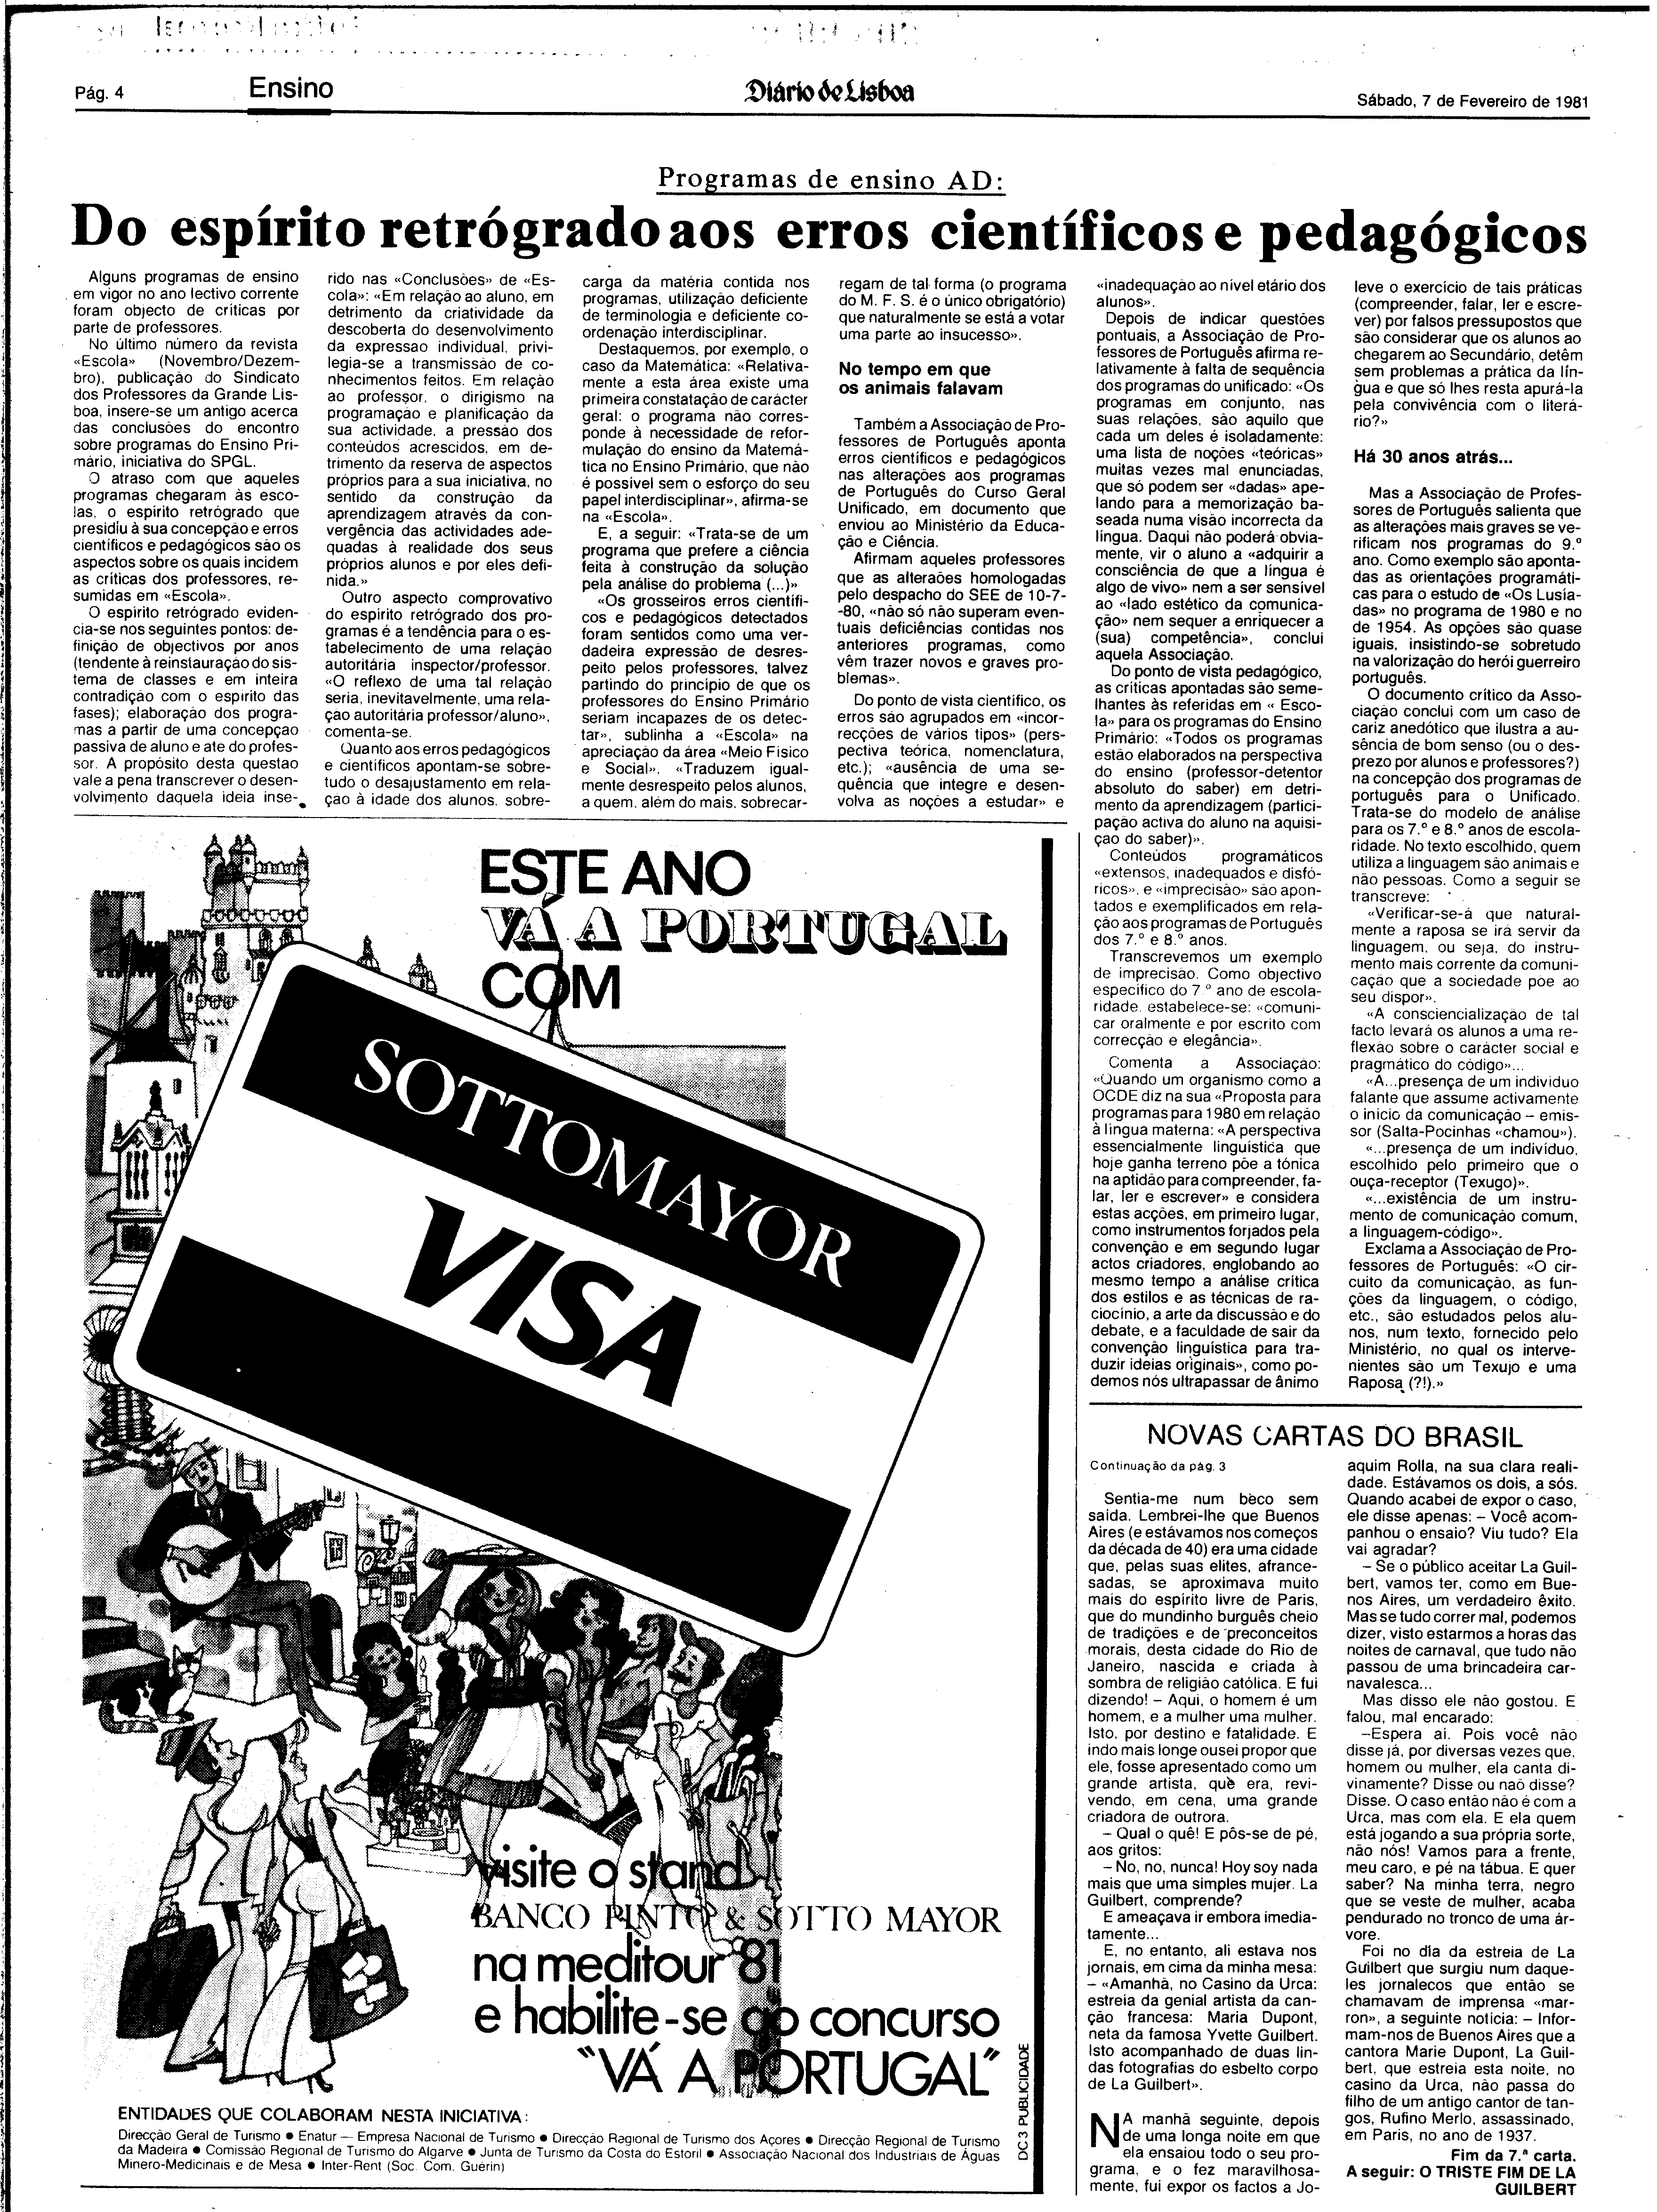 Pág. 4
Ensino
Diário de Lisboa
Sábado, 7 de Fevereiro de 1981
Programas de ensino AD:
Do espírito retrógrado aos erros científicos e pedagógicos
Alguns programas de ensino
em vigor no ano lectivo corrente
foram objecto de críticas por
parte de professores.
No último número da revista
«Escola» (Novembro/Dezem-
bro), publicação do Sindicato
dos Professores da Grande Lis-
boa, insere-se um antigo acerca
das conclusões do encontro
sobre programas do Ensino Pri-
mário, iniciativa do SPGL.
O atraso com que aqueles
programas chegaram às esco-
las, o espírito retrógrado que
presidiu à sua concepção e erros
científicos e pedagógicos são os
aspectos sobre os quais incidem
as críticas dos professores, re-
sumidas em «Escola».
O espírito retrógrado eviden-
cia-se nos seguintes pontos: de-
finição de objectivos por anos
(tendente à reinstauração do sis-
tema de classes e em inteira
contradição com o espírito das
fases); elaboração dos progra-
mas a partir de uma concepçao
passiva de aluno e ate do profes-
sor. A propósito desta questao
vale a pena transcrever o desen-
volvimento daquela ideia inse-
rido nas «Conclusões» de «Es-
cola»: «Em relação ao aluno, em
detrimento da criatividade da
descoberta do desenvolvimento
da expressao individual, privi-
legia-se a transmissão de co-
nhecimentos feitos. Em relação
ao professor, o dirigismo na
programação e planificação da
sua actividade, a pressão dos
conteúdos acrescidos, em de-
trimento da reserva de aspectos
próprios para a sua iniciativa, no
sentido da construção da
aprendizagem através da con-
vergência das actividades ade-
quadas à realidade dos seus
próprios alunos e por eles defi-
nida.»
Outro aspecto comprovativo
do espírito retrógrado dos pro-
gramas é a tendência para o es-
tabelecimento de uma relação
autoritária inspector/professor.
«O reflexo de uma tal relação
seria, inevitavelmente, uma rela-
çao autoritária professor/aluno»,
comenta-se.
Quanto aos erros pedagógicos
e científicos apontam-se sobre-
tudo o desajustamento em rela-
ção à idade dos alunos, sobre-
carga da matéria contida nos
programas, utilização deficiente
de terminologia e deficiente co-
ordenação interdisciplinar.
Destaquemos, por exemplo, o
caso da Matemática: «Relativa-
mente a esta área existe uma
primeira constatação de carácter
geral: o programa não corres-
ponde à necessidade de refor-
mulação do ensino da Matemá-
tica no Ensino Primário, que não
é possível sem o esforço do seu
papel interdisciplinar», afirma-se
na «Escola».
E, a seguir: «Trata-se de um
programa que prefere a ciência
feita à construção da solução
pela análise do problema (...)»
«Os grosseiros erros científi-
cos e pedagógicos detectados
foram sentidos como uma ver-
dadeira expressão de desres-
peito pelos professores, talvez
partindo do princípio de que os
professores do Ensino Primário
seriam incapazes de os detec-
tar», sublinha a «Escola» na
apreciação da área «Meio Fisico
e Social». «Traduzem igual-
mente desrespeito pelos alunos,
a quem, além do mais, sobrecar-
regam de tal forma (o programa
do M. F. S. é o único obrigatório)
que naturalmente se está a votar
uma parte ao insucesso».
No tempo em que
os animais falavam
Também a Associação de Pro-
fessores de Português aponta
erros científicos e pedagógicos
nas alterações aos programas
de Português do Curso Geral
Unificado, em documento que
enviou ao Ministério da Educa-
ção e Ciência.
Afirmam aqueles professores
que as alteraões homologadas
pelo despacho do SEE de 10-7-
-80, «não só não superam even-
tuais deficiências contidas nos
anteriores programas, como
vêm trazer novos e graves pro-
blemas».
Do ponto de vista científico, os
erros são agrupados em «incor-
recções de vários tipos» (pers-
pectiva teórica, nomenclatura,
etc.); «ausência de uma se-
quência que integre e desen-
volva as noções a estudar» e
«inadequação ao nível etário dos
alunos».
Depois de indicar questões
pontuais, a Associação de Pro-
fessores de Português afirma re-
lativamente à falta de sequência
dos programas do unificado: «Os
programas em conjunto, nas
suas relações, são aquilo que
cada um deles é isoladamente:
uma lista de noções «teóricas»
muitas vezes mal enunciadas,
que só podem ser «dadas» ape-
lando para a memorização ba-
seada numa visão incorrecta da
língua. Daqui não poderá obvia-
mente, vir o aluno a «adquirir a
consciência de que a língua é
algo de vivo» nem a ser sensível
ao «lado estético da comunica-
ção» nem sequer a enriquecer a
(sua) competência», conclui
aquela Associação.
Do ponto de vista pedagógico,
as críticas apontadas são seme-
lhantes às referidas em « Esco-
la» para os programas do Ensino
Primário: «Todos os programas
estão elaborados na perspectiva
do ensino (professor-detentor
absoluto do saber) em detri-
mento da aprendizagem (partici-
pação activa do aluno na aquisi-
çao do saber)».
Conteúdos programáticos
«extensos, inadequados e disfó-
ricos», e «imprecisão» são apon-
tados e exemplificados em rela-
ção aos programas de Português
dos 7.º e 8.º anos.
Transcrevemos um exemplo
de imprecisão. Como objectivo
especifico do 7 º ano de escola-
ridade, estabelece-se: «comuni-
car oralmente e por escrito com
correcção e elegância».
Comenta a Associação:
«Quando um organismo como a
OCDE diz na sua «Proposta para
programas para 1980 em relação
à língua materna: «A perspectiva
essencialmente linguística que
hoje ganha terreno põe a tónica
na aptidão para compreender, fa-
lar, ler e escrever» e considera
estas acções, em primeiro lugar,
como instrumentos forjados pela
convenção e em segundo lugar
actos criadores, englobando ao
mesmo tempo a análise crítica
dos estilos e as técnicas de ra-
ciocínio, a arte da discussão e do
debate, e a faculdade de sair da
convenção linguística para tra-
duzir ideias originais», como po-
demos nós ultrapassar de ânimo
leve o exercício de tais práticas
(compreender, falar, ler e escre-
ver) por falsos pressupostos que
são considerar que os alunos ao
chegarem ao Secundário, detêm
sem problemas a prática da lín-
gua e que só lhes resta apurá-la
pela convivência com o literá-
rio?»
Há 30 anos atrás...
Mas a Associação de Profes-
sores de Português salienta que
as alterações mais graves se ve-
rificam nos programas do 9.º
ano. Como exemplo são aponta-
das as orientações programáti-
cas para o estudo de «Os Lusía-
das» no programa de 1980 e no
de 1954. As opções são quase
iguais, insistindo-se sobretudo
na valorização do herói guerreiro
português.
O documento crítico da Asso-
ciação conclui com um caso de
cariz anedótico que ilustra a au-
sência de bom senso (ou o des-
prezo por alunos e professores?)
na concepção dos programas de
português para o Unificado.
Trata-se do modelo de análise
para os 7.º e 8.º anos de escola-
ridade. No texto escolhido, quem
utiliza a linguagem são animais e
não pessoas. Como a seguir se
transcreve:
«Verificar-se-á que natural-
mente a raposa se irá servir da
linguagem, ou seja, do instru-
mento mais corrente da comuni-
cação que a sociedade poe ao
seu dispor».
«A consciencialização de tal
facto levará os alunos a uma re-
flexão sobre o carácter social e
pragmático do código»...
«A...presença de um individuo
falante que assume activamente
o início da comunicação – emis-
sor (Salta-Pocinhas «chamou»).
«...presença de um indivíduo,
escolhido pelo primeiro que o
ouça-receptor (Texugo)».
«...existência de um instru-
mento de comunicação comum,
a linguagem-código».
Exclama a Associação de Pro-
fessores de Português: «O cir-
cuito da comunicação, as fun-
ções da linguagem, o código,
etc., são estudados pelos alu-
nos, num texto, fornecido pelo
Ministério, no qual os interve-
nientes são um Texujo e uma
Raposa (?!).»
ESTE ANO
VÁ A PORTUGAL
COM
SOTTOMAYOR
VISA
visite o stand
BANCO PINTO & SOTTO MAYOR
na meditour 81
e habilite-se ao concurso
"VÁ A PORTUGAL"
DC3 PUBLICIDADE
ENTIDADES QUE COLABORAM NESTA INICIATIVA:
Direcção Geral de Turismo ● Enatur — Empresa Nacional de Turismo ● Direcção Ragional de Turismo dos Açores ● Direcção Regional de Turismo
da Madeira ● Comissão Regional de Turismo do Algarve ● Junta de Turismo da Costa do Estoril ● Associação Nacional dos Industriais de Águas
Minero-Medicinais e de Mesa ● Inter-Rent (Soc. Com. Guérin)
NOVAS CARTAS DO BRASIL
Continuação da pág. 3
Sentia-me num beco sem
saída. Lembrei-lhe que Buenos
Aires (e estávamos nos começos
da década de 40) era uma cidade
que, pelas suas elites, afrance-
sadas, se aproximava muito
mais do espírito livre de Paris,
que do mundinho burguês cheio
de tradições e de preconceitos
morais, desta cidade do Rio de
Janeiro, nascida e criada à
sombra de religião católica. E fui
dizendo! – Aqui, o homem é um
homem, e a mulher uma mulher.
Isto, por destino e fatalidade. E
indo mais longe ousei propor que
ele, fosse apresentado como um
grande artista, que era, revi-
vendo, em cena, uma grande
criadora de outrora.
– Qual o quê! E pôs-se de pé,
aos gritos:
– No, no, nunca! Hoy soy nada
mais que uma simples mujer. La
Guilbert, comprende?
E ameaçava ir embora imedia-
tamente...
E, no entanto, ali estava nos
jornais, em cima da minha mesa:
– «Amanhã, no Casino da Urca:
estreia da genial artista da can-
ção francesa: Maria Dupont,
neta da famosa Yvette Guilbert.
Isto acompanhado de duas lin-
das fotografias do esbelto corpo
de La Guilbert».
NA manhã seguinte, depois
de uma longa noite em que
ela ensaiou todo o seu pro-
grama, e o fez maravilhosa-
mente, fui expor os factos a Jo-
aquim Rolla, na sua clara reali-
dade. Estávamos os dois, a sós.
Quando acabei de expor o caso,
ele disse apenas: – Você acom-
panhou o ensaio? Viu tudo? Ela
vai agradar?
– Se o público aceitar La Guil-
bert, vamos ter, como em Bue-
nos Aires, um verdadeiro êxito.
Mas se tudo correr mal, podemos
dizer, visto estarmos a horas das
noites de carnaval, que tudo não
passou de uma brincadeira car-
navalesca...
Mas disso ele não gostou. E
falou, mal encarado:
–Espera aí. Pois você não
disse já, por diversas vezes que,
homem ou mulher, ela canta di-
vinamente? Disse ou naõ disse?
Disse. O caso então não é com a
Urca, mas com ela. E ela quem
está jogando a sua própria sorte,
não nós! Vamos para a frente,
meu caro, e pé na tábua. E quer
saber? Na minha terra, negro
que se veste de mulher, acaba
pendurado no tronco de uma ár-
vore.
Foi no dia da estreia de La
Guilbert que surgiu num daque-
les jornalecos que então se
chamavam de imprensa «mar-
ron», a seguinte notícia: – Infor-
mam-nos de Buenos Aires que a
cantora Marie Dupont, La Guil-
bert, que estreia esta noite, no
casino da Urca, não passa do
filho de um antigo cantor de tan-
gos, Rufino Merlo, assassinado,
em Paris, no ano de 1937.
Fim da 7.ª carta.
A seguir: O TRISTE FIM DE LA
GUILBERT